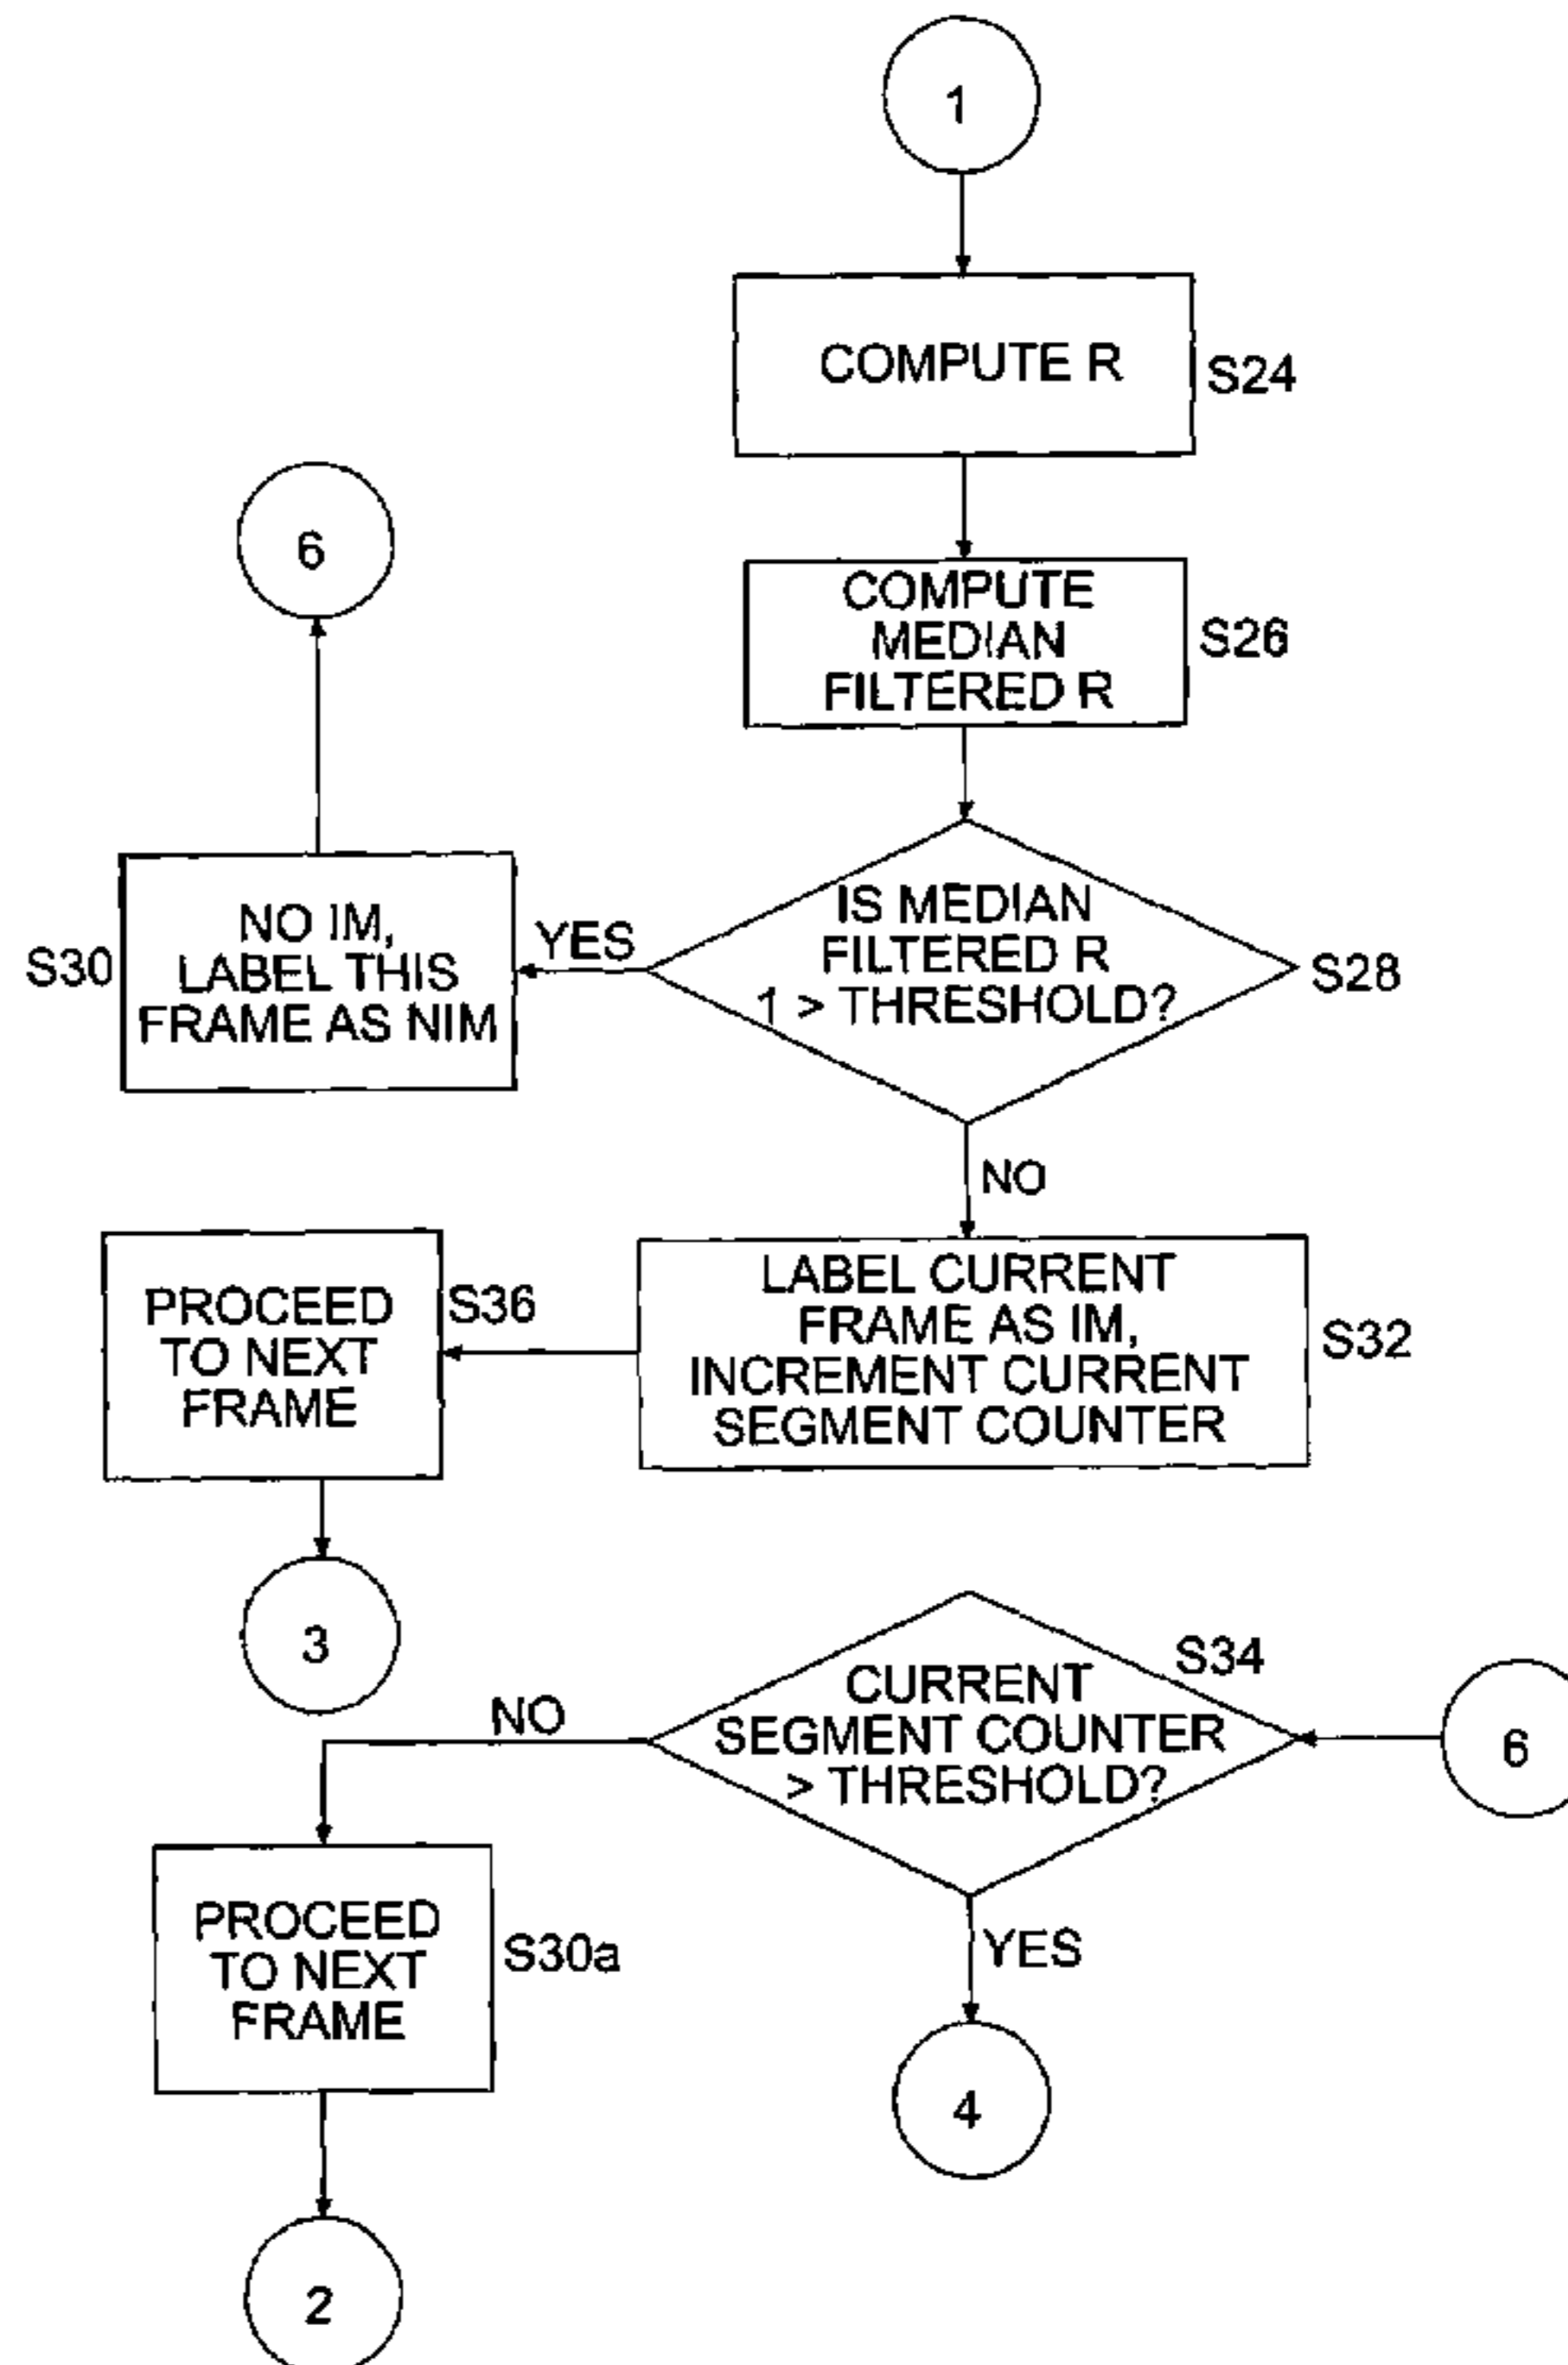 1
COMPUTE R
S24
6
COMPUTE
MEDIAN
FILTERED R
S26
IS MEDIAN
FILTERED R
1 > THRESHOLD?
S28
YES
NO IM,
LABEL THIS
FRAME AS NIM
S30
NO
LABEL CURRENT
FRAME AS IM,
INCREMENT CURRENT
SEGMENT COUNTER
S32
PROCEED
TO NEXT
FRAME
S36
3
CURRENT
SEGMENT COUNTER
> THRESHOLD?
S34
6
NO
PROCEED
TO NEXT
FRAME
S30a
YES
4
2